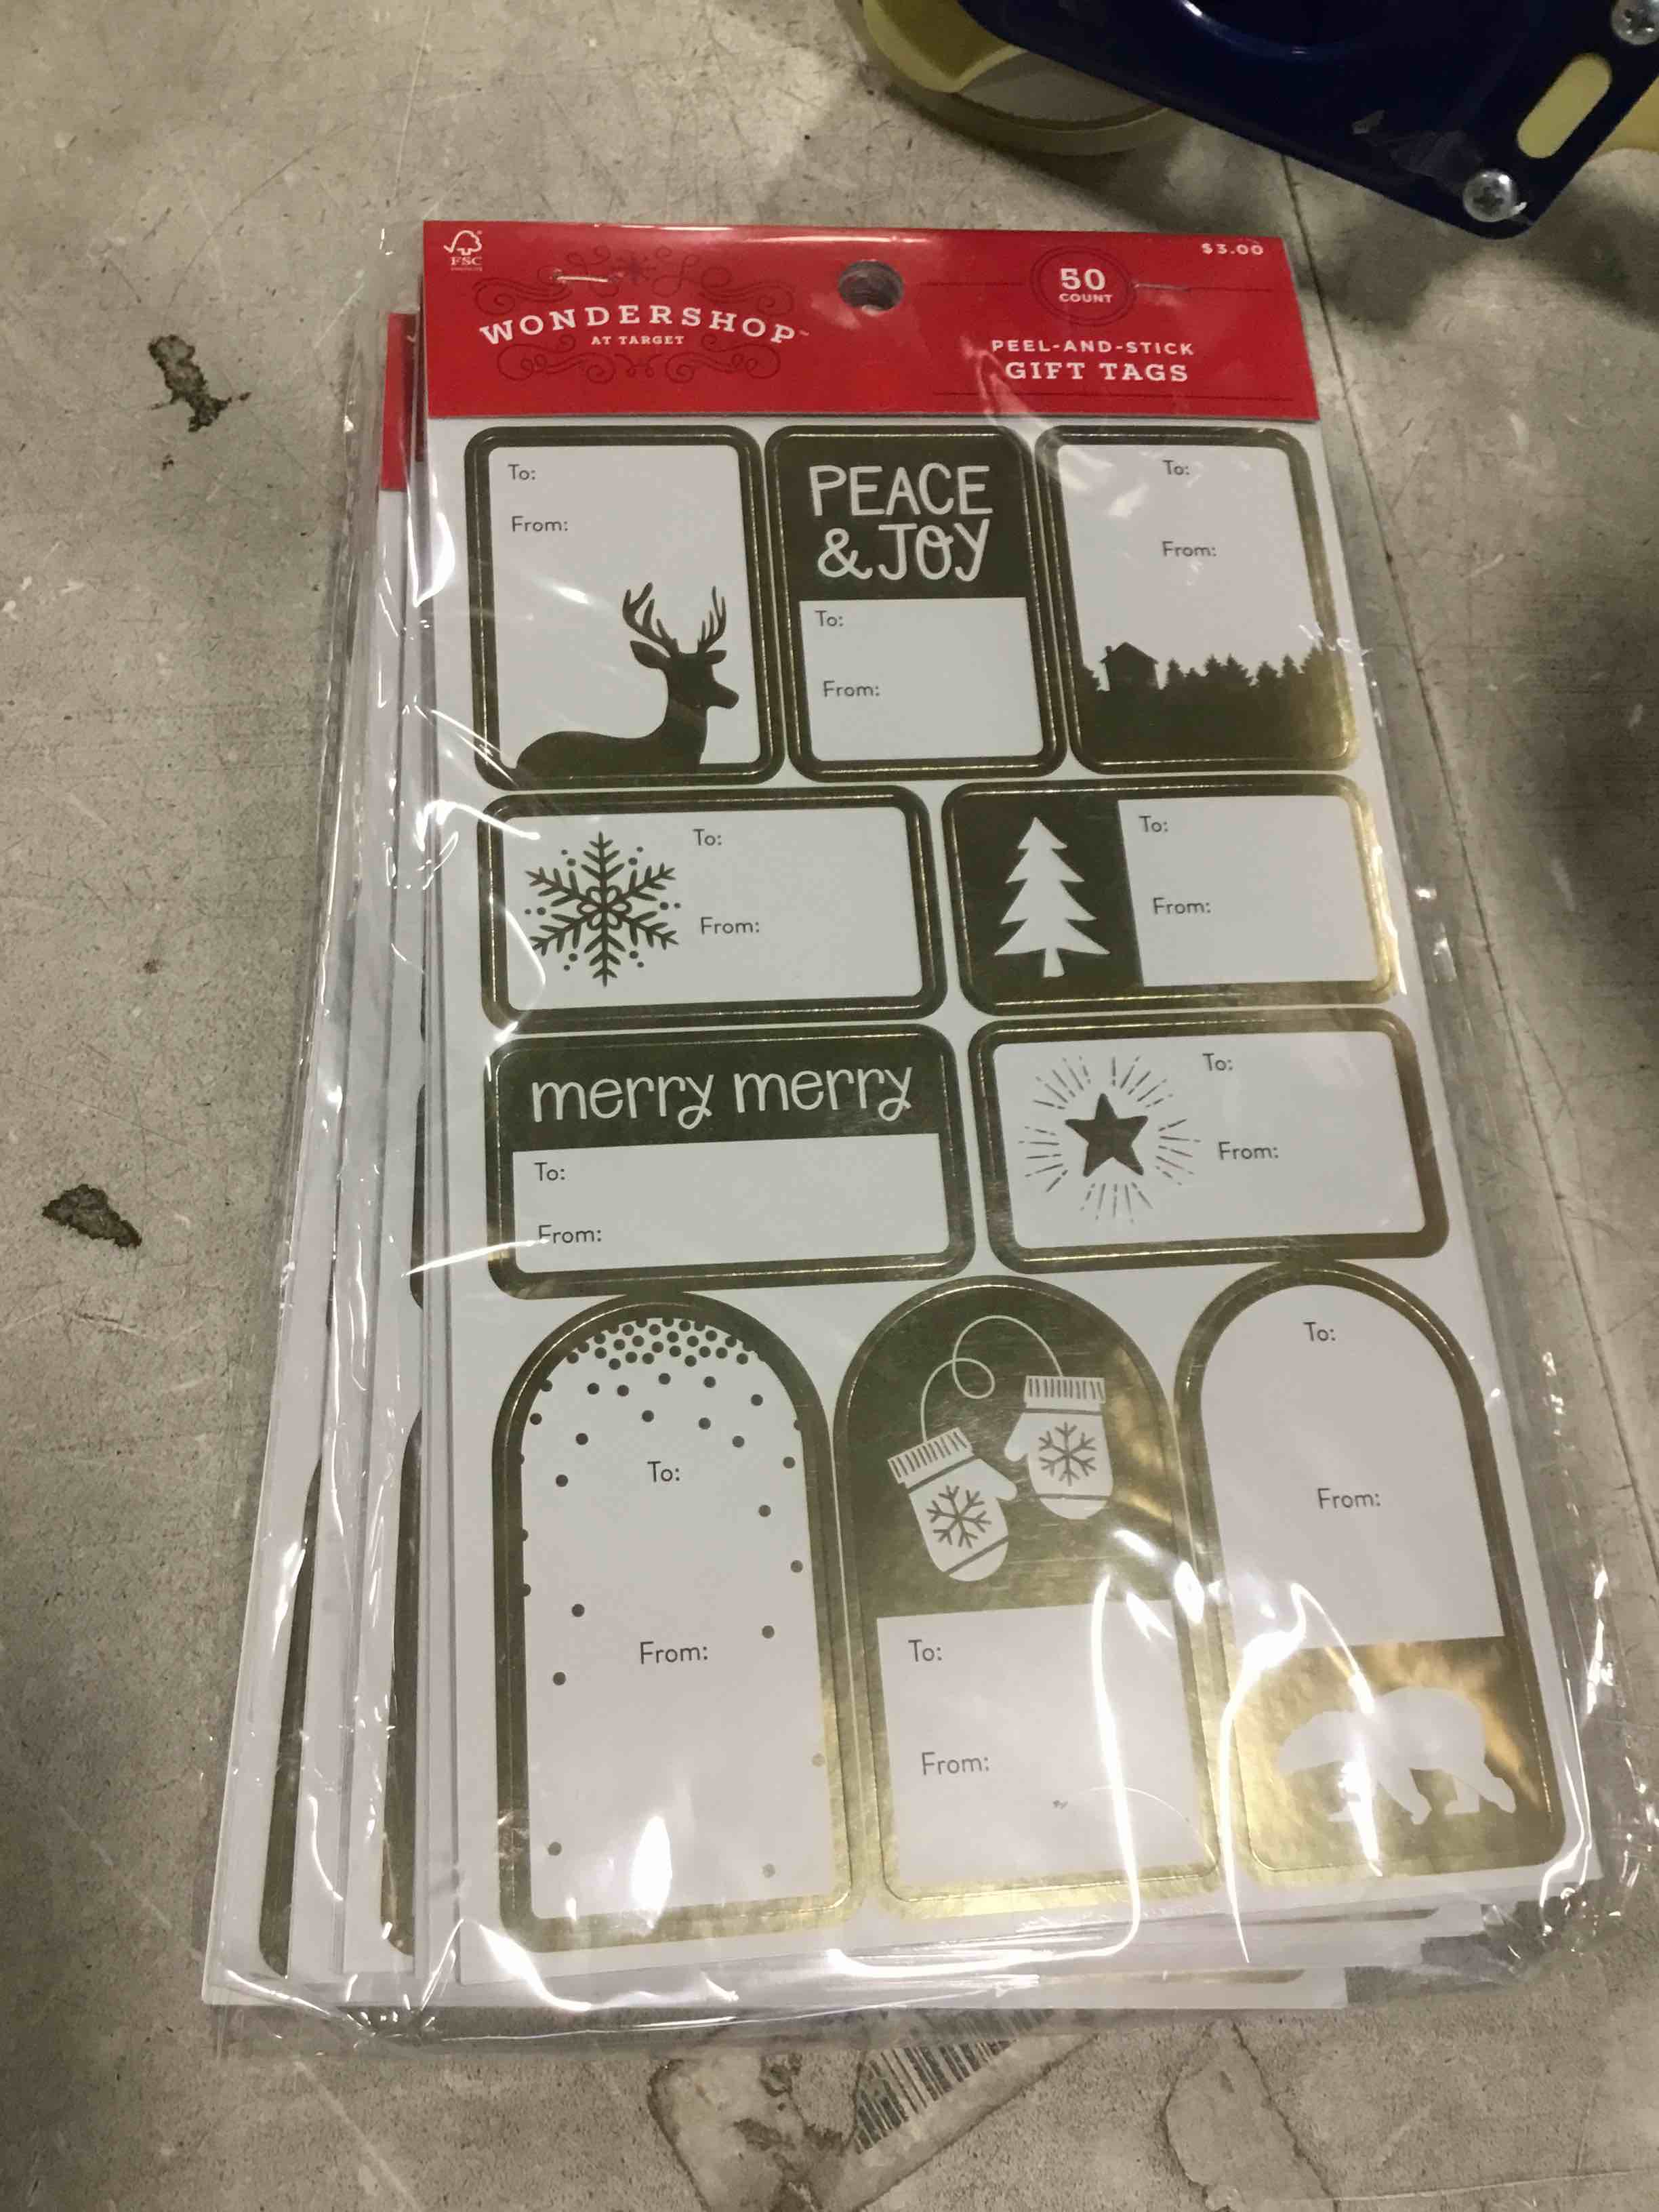 FSC
$3.00
WONDERSHOP™
AT TARGET
50
COUNT
PEEL-AND-STICK
GIFT TAGS
To:
From:
PEACE
& JOY
To:
From:
To:
From:
To:
From:
To:
From:
merry merry
To:
From:
To:
From:
To:
From:
To:
From:
To:
From: